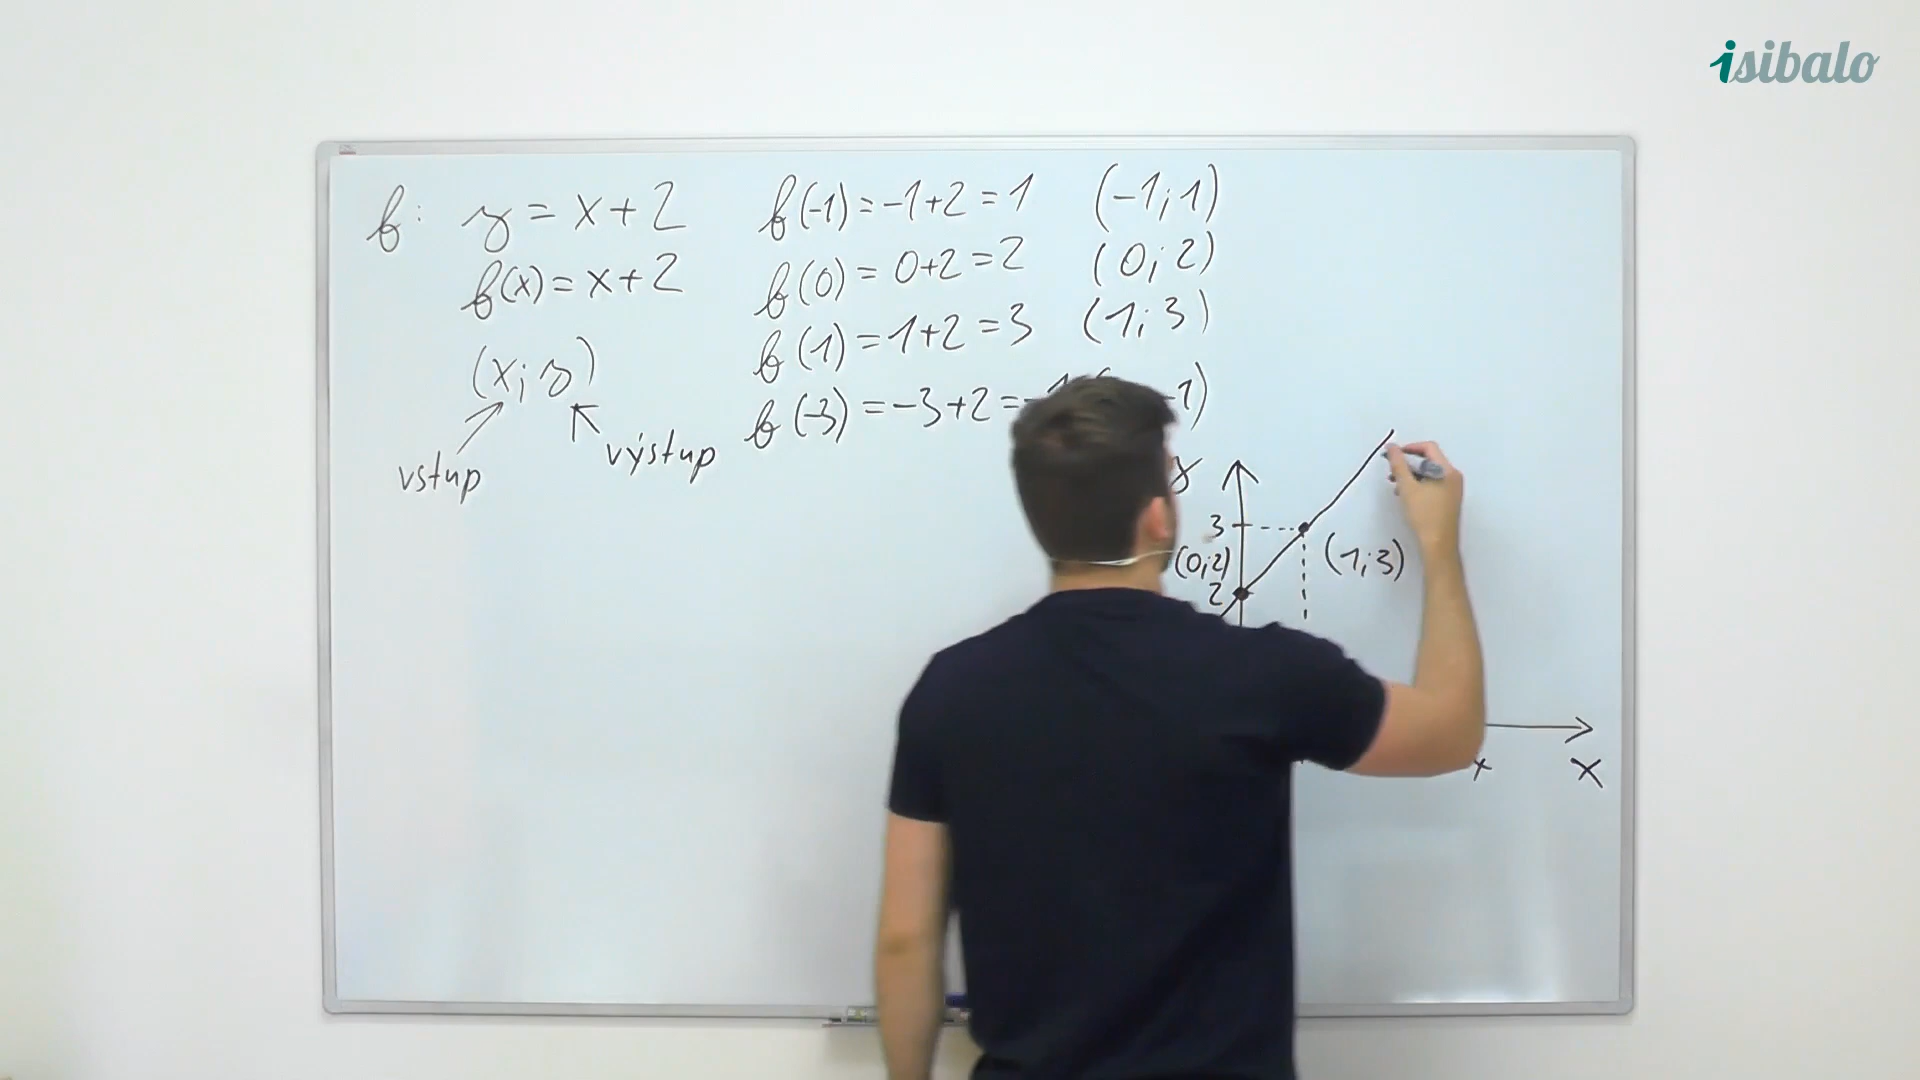 isibalo
f: y = x+2
f(x) = x+2
(x; y)
vstup
výstup
f(-1) = -1+2 = 1 (-1; 1)
f(0) = 0+2 = 2 (0; 2)
f(1) = 1+2 = 3 (1; 3)
f(-3) = -3+2 = -1 -1)
y
3
(0;2)
(1;3)
2
x